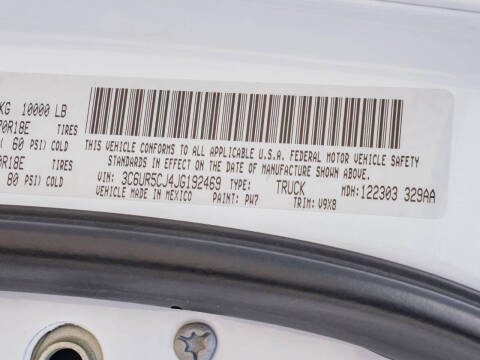 KG 10000 LB
70R18E TIRES
( 60 PSI) COLD
0R18E TIRES
80 PSI) COLD
THIS VEHICLE CONFORMS TO ALL APPLICABLE U.S.A. FEDERAL MOTOR VEHICLE SAFETY
STANDARDS IN EFFECT ON THE DATE OF MANUFACTURE SHOWN ABOVE.
VIN: 3C6UR5CJ4JG192469 TYPE: TRUCK MDH: 122303 329AA
VEHICLE MADE IN MEXICO PAINT: PW7 TRIM: V9X8